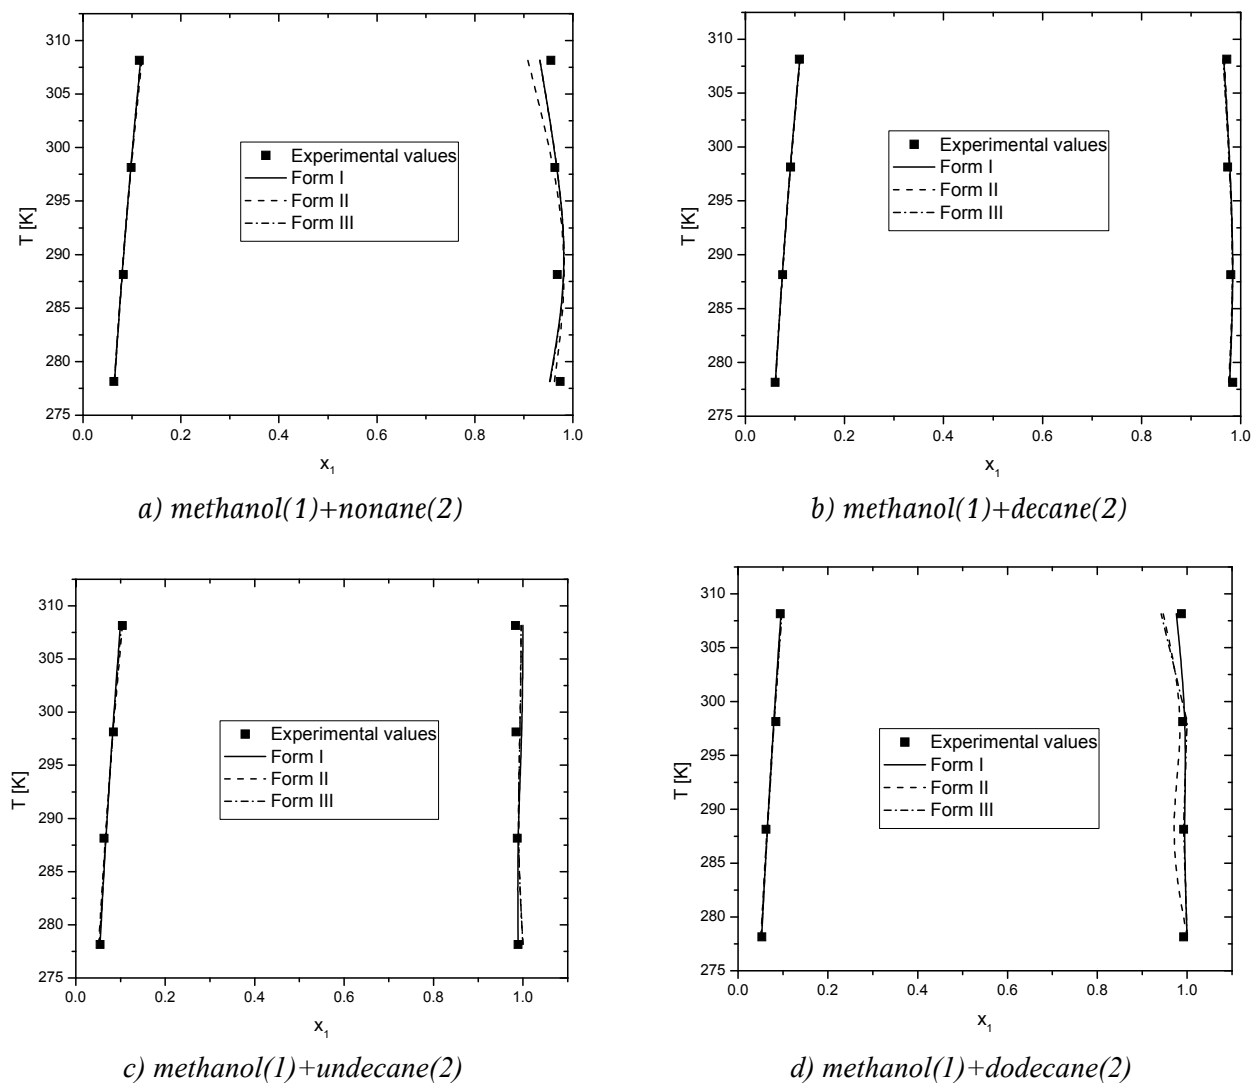 310
305
300
295
290
285
280
275
T [K]
Experimental values
Form I
Form II
Form III
0.0 0.2 0.4 0.6 0.8 1.0
x1
a) methanol(1)+nonane(2)
310
305
300
295
290
285
280
275
T [K]
Experimental values
Form I
Form II
Form III
0.0 0.2 0.4 0.6 0.8 1.0
x1
b) methanol(1)+decane(2)
310
305
300
295
290
285
280
275
T [K]
Experimental values
Form I
Form II
Form III
0.0 0.2 0.4 0.6 0.8 1.0
x1
c) methanol(1)+undecane(2)
310
305
300
295
290
285
280
275
T [K]
Experimental values
Form I
Form II
Form III
0.0 0.2 0.4 0.6 0.8 1.0
x1
d) methanol(1)+dodecane(2)